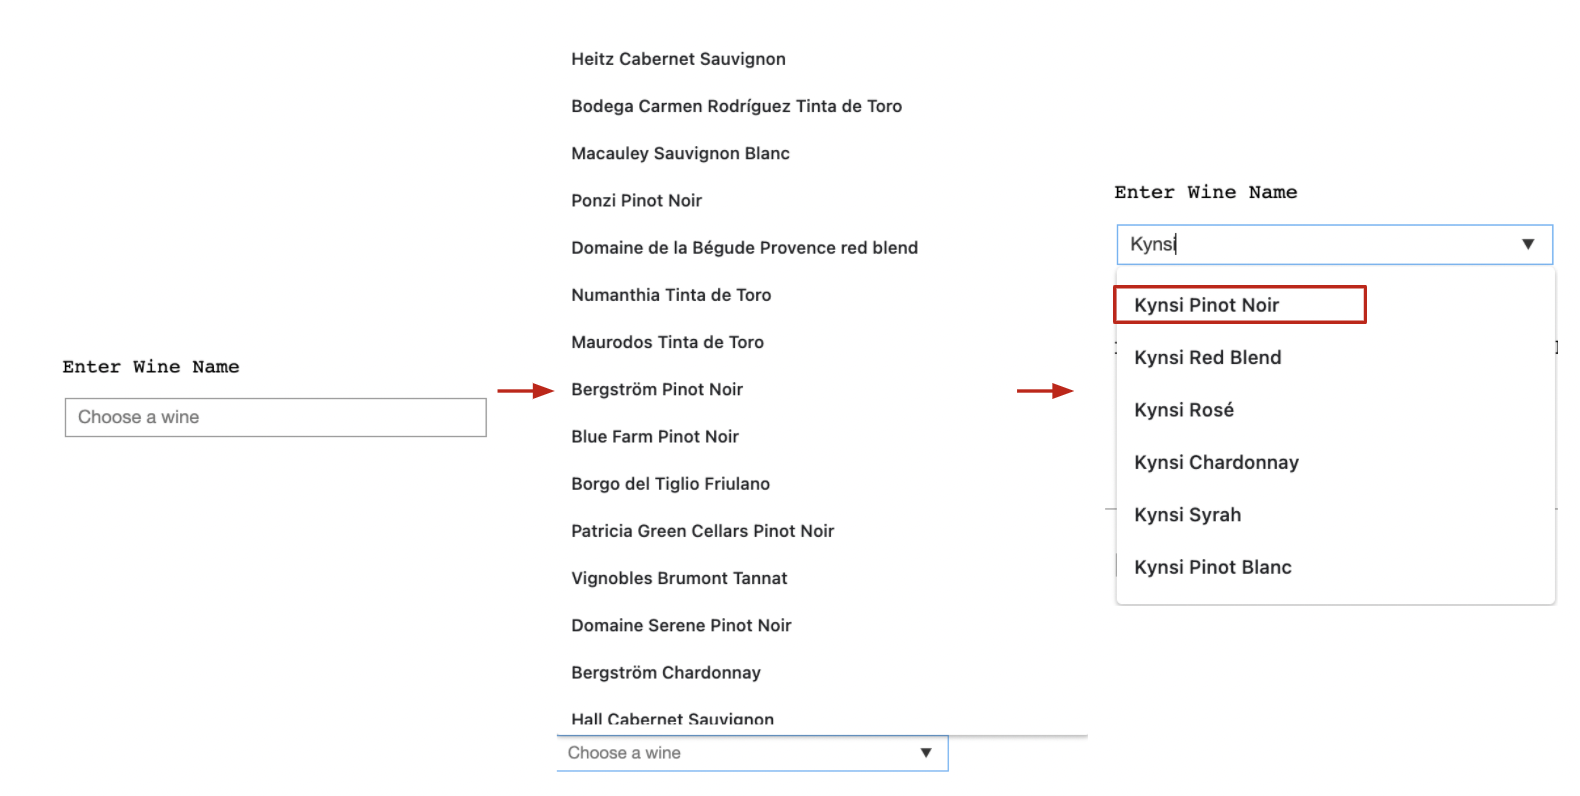 Enter Wine Name
Choose a wine
Heitz Cabernet Sauvignon
Bodega Carmen Rodríguez Tinta de Toro
Macauley Sauvignon Blanc
Ponzi Pinot Noir
Domaine de la Bégude Provence red blend
Numanthia Tinta de Toro
Maurodos Tinta de Toro
Bergström Pinot Noir
Blue Farm Pinot Noir
Borgo del Tiglio Friulano
Patricia Green Cellars Pinot Noir
Vignobles Brumont Tannat
Domaine Serene Pinot Noir
Bergström Chardonnay
Hall Cabernet Sauvignon
Choose a wine
Enter Wine Name
Kynsi
Kynsi Pinot Noir
Kynsi Red Blend
Kynsi Rosé
Kynsi Chardonnay
Kynsi Syrah
Kynsi Pinot Blanc